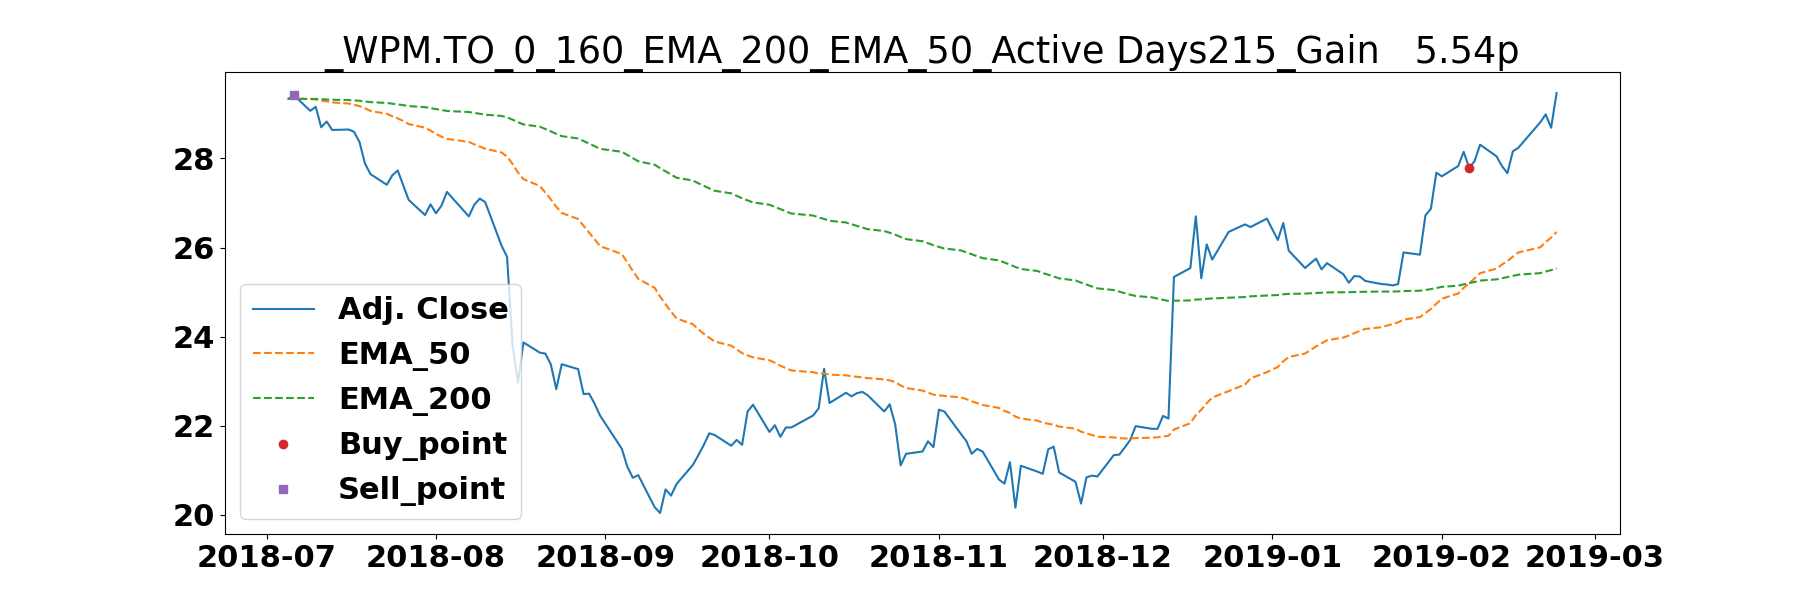 _WPM.TO_0_160_EMA_200_EMA_50_Active Days215_Gain   5.54p
28
26
24
22
20
Adj. Close
EMA_50
EMA_200
Buy_point
Sell_point
2018-07 2018-08 2018-09 2018-10 2018-11 2018-12 2019-01 2019-02 2019-03